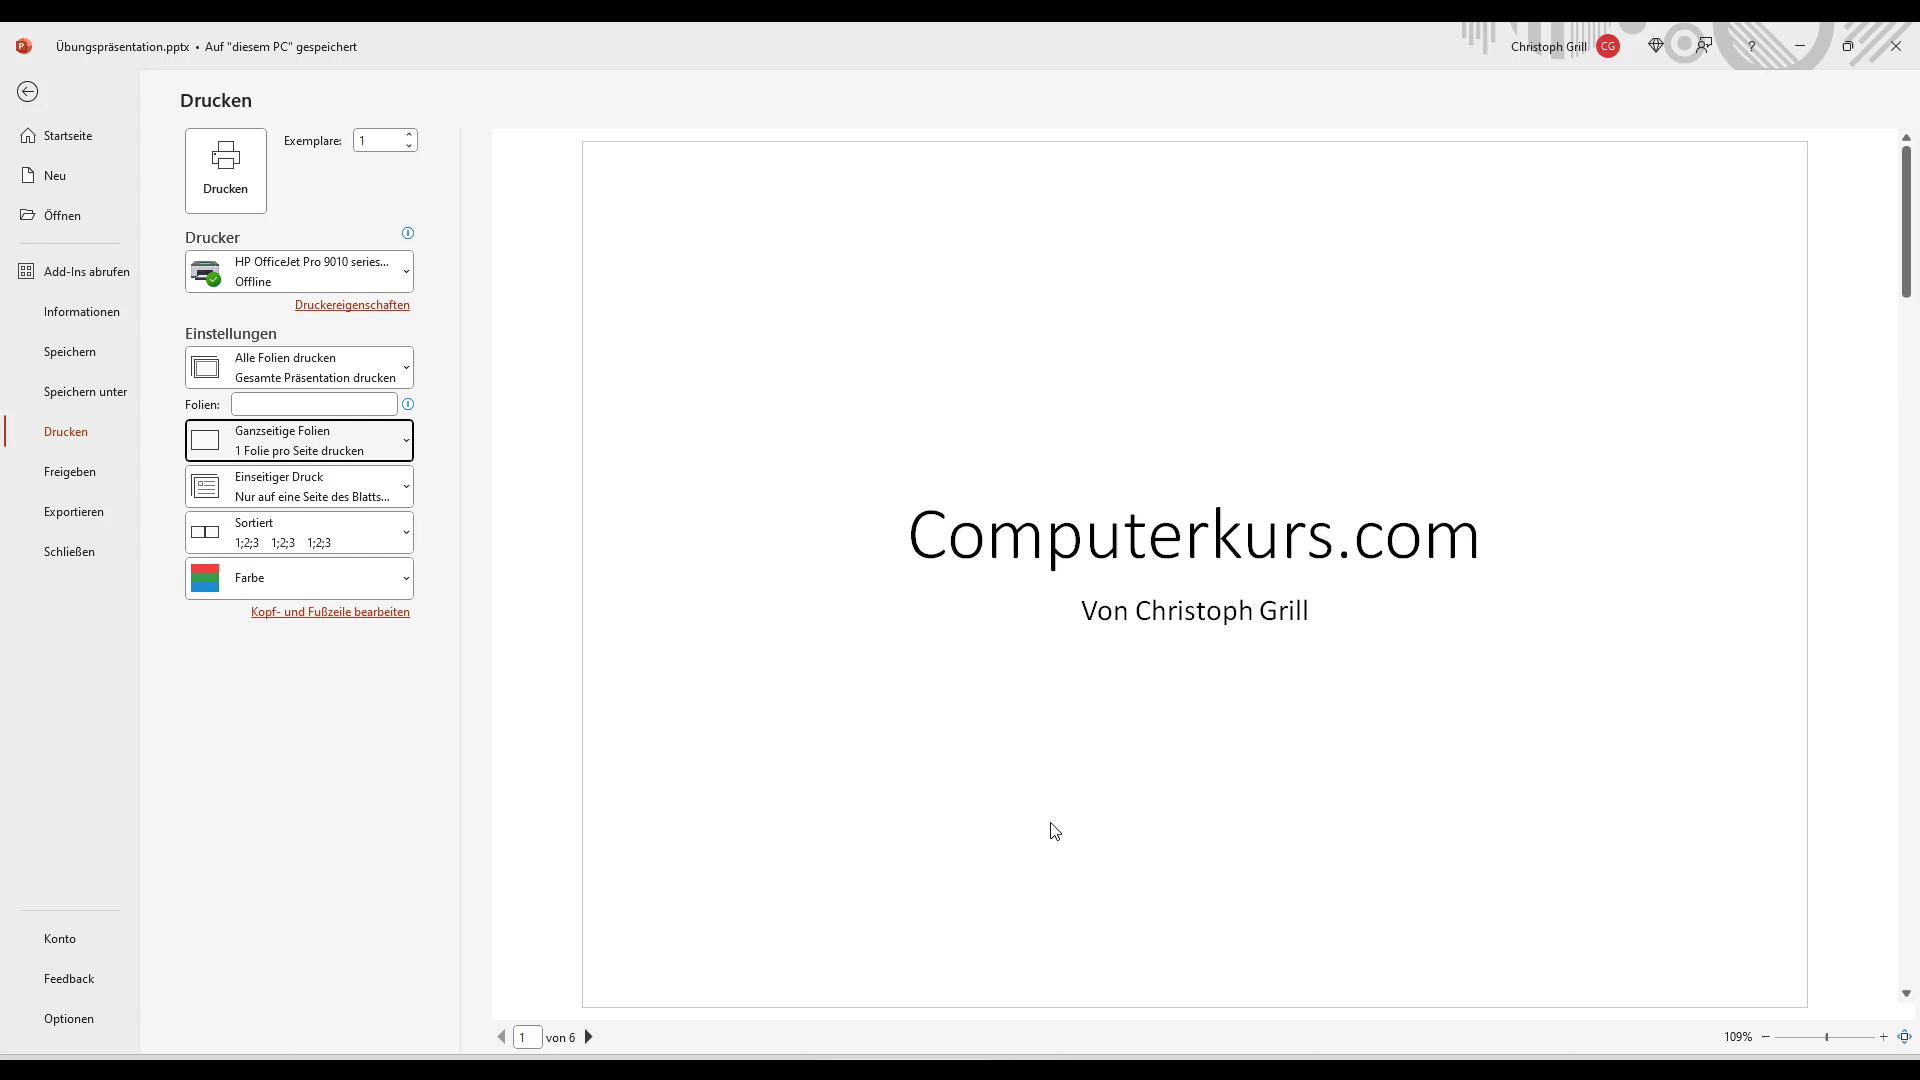 Übungspräsentation.pptx • Auf "diesem PC" gespeichert
Christoph Grill CG
Startseite
Neu
Öffnen
Add-Ins abrufen
Informationen
Speichern
Speichern unter
Drucken
Freigeben
Exportieren
Schließen
Konto
Feedback
Optionen
Drucken
Drucken
Exemplare: 1
Drucker
HP OfficeJet Pro 9010 series...
Offline
Druckereigenschaften
Einstellungen
Alle Folien drucken
Gesamte Präsentation drucken
Folien:
Ganzseitige Folien
1 Folie pro Seite drucken
Einseitiger Druck
Nur auf eine Seite des Blatts...
Sortiert
1;2;3 1;2;3 1;2;3
Farbe
Kopf- und Fußzeile bearbeiten
Computerkurs.com
Von Christoph Grill
1 von 6
109%